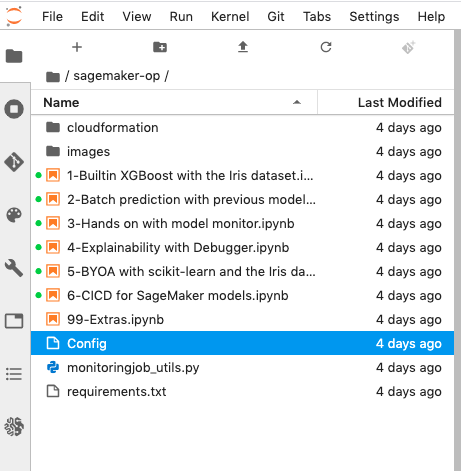 File Edit View Run Kernel Git Tabs Settings Help
/ sagemaker-op /
Name Last Modified
cloudformation 4 days ago
images 4 days ago
1-Builtin XGBoost with the Iris dataset.i... 4 days ago
2-Batch prediction with previous model... 4 days ago
3-Hands on with model monitor.ipynb 4 days ago
4-Explainability with Debugger.ipynb 4 days ago
5-BYOA with scikit-learn and the Iris da... 4 days ago
6-CICD for SageMaker models.ipynb 4 days ago
99-Extras.ipynb 4 days ago
Config 4 days ago
monitoringjob_utils.py 4 days ago
requirements.txt 4 days ago